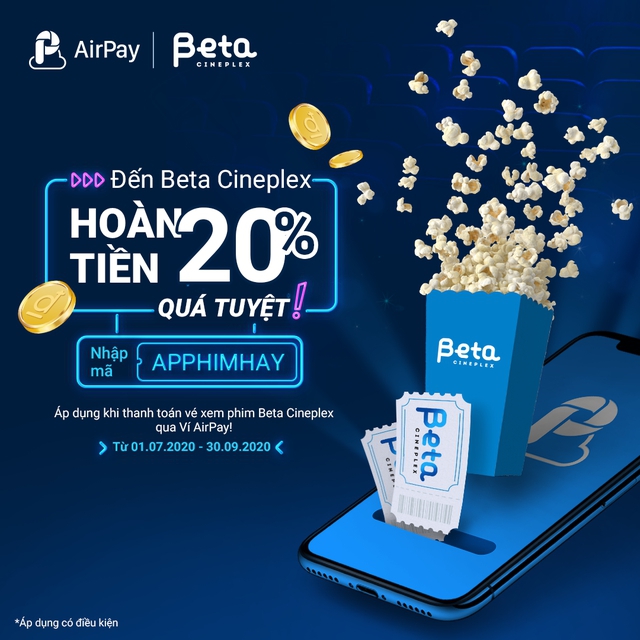 AirPay
Beta
CINEPLEX
Đến Beta Cineplex
HOÀN
TIỀN
20%
QUÁ TUYỆT!
Nhập
mã
APPHIMHAY
Áp dụng khi thanh toán vé xem phim Beta Cineplex
qua Ví AirPay!
Từ 01.07.2020 - 30.09.2020
Beta
CINEPLEX
Beta
CINEPLEX
*Áp dụng có điều kiện